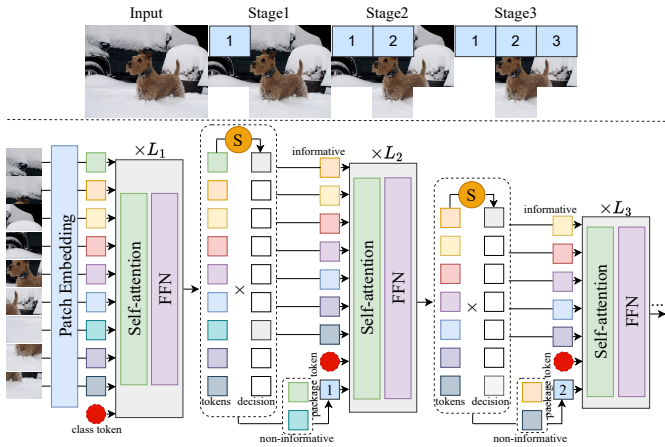 Input Stage1 Stage2 Stage3
1 1 2 1 2 3
×L1 ×L2 ×L3
S
informative
S
informative
Patch Embedding
Self-attention
FFN
×
Self-attention
FFN
×
Self-attention
FFN
...
class token
tokens decision
package token
1
tokens decision
package token
2
non-informative
non-informative